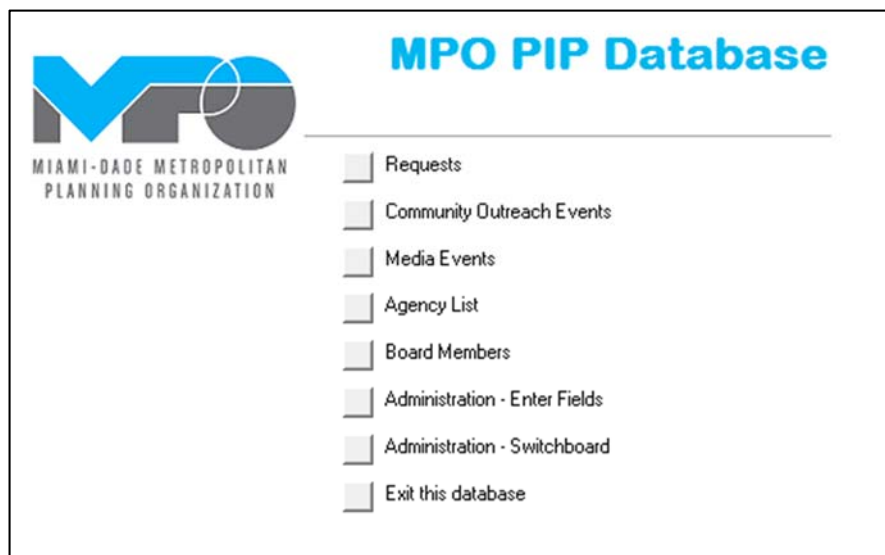 MPO PIP Database
MPO
MIAMI-DADE METROPOLITAN
PLANNING ORGANIZATION
Requests
Community Outreach Events
Media Events
Agency List
Board Members
Administration - Enter Fields
Administration - Switchboard
Exit this database